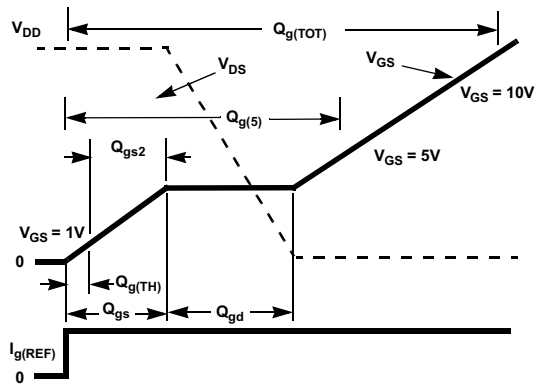 V_DD
Q_g(TOT)
V_DS
V_GS
V_GS = 10V
Q_g(5)
Q_gs2
V_GS = 5V
V_GS = 1V
0
Q_g(TH)
Q_gs
Q_gd
I_g(REF)
0